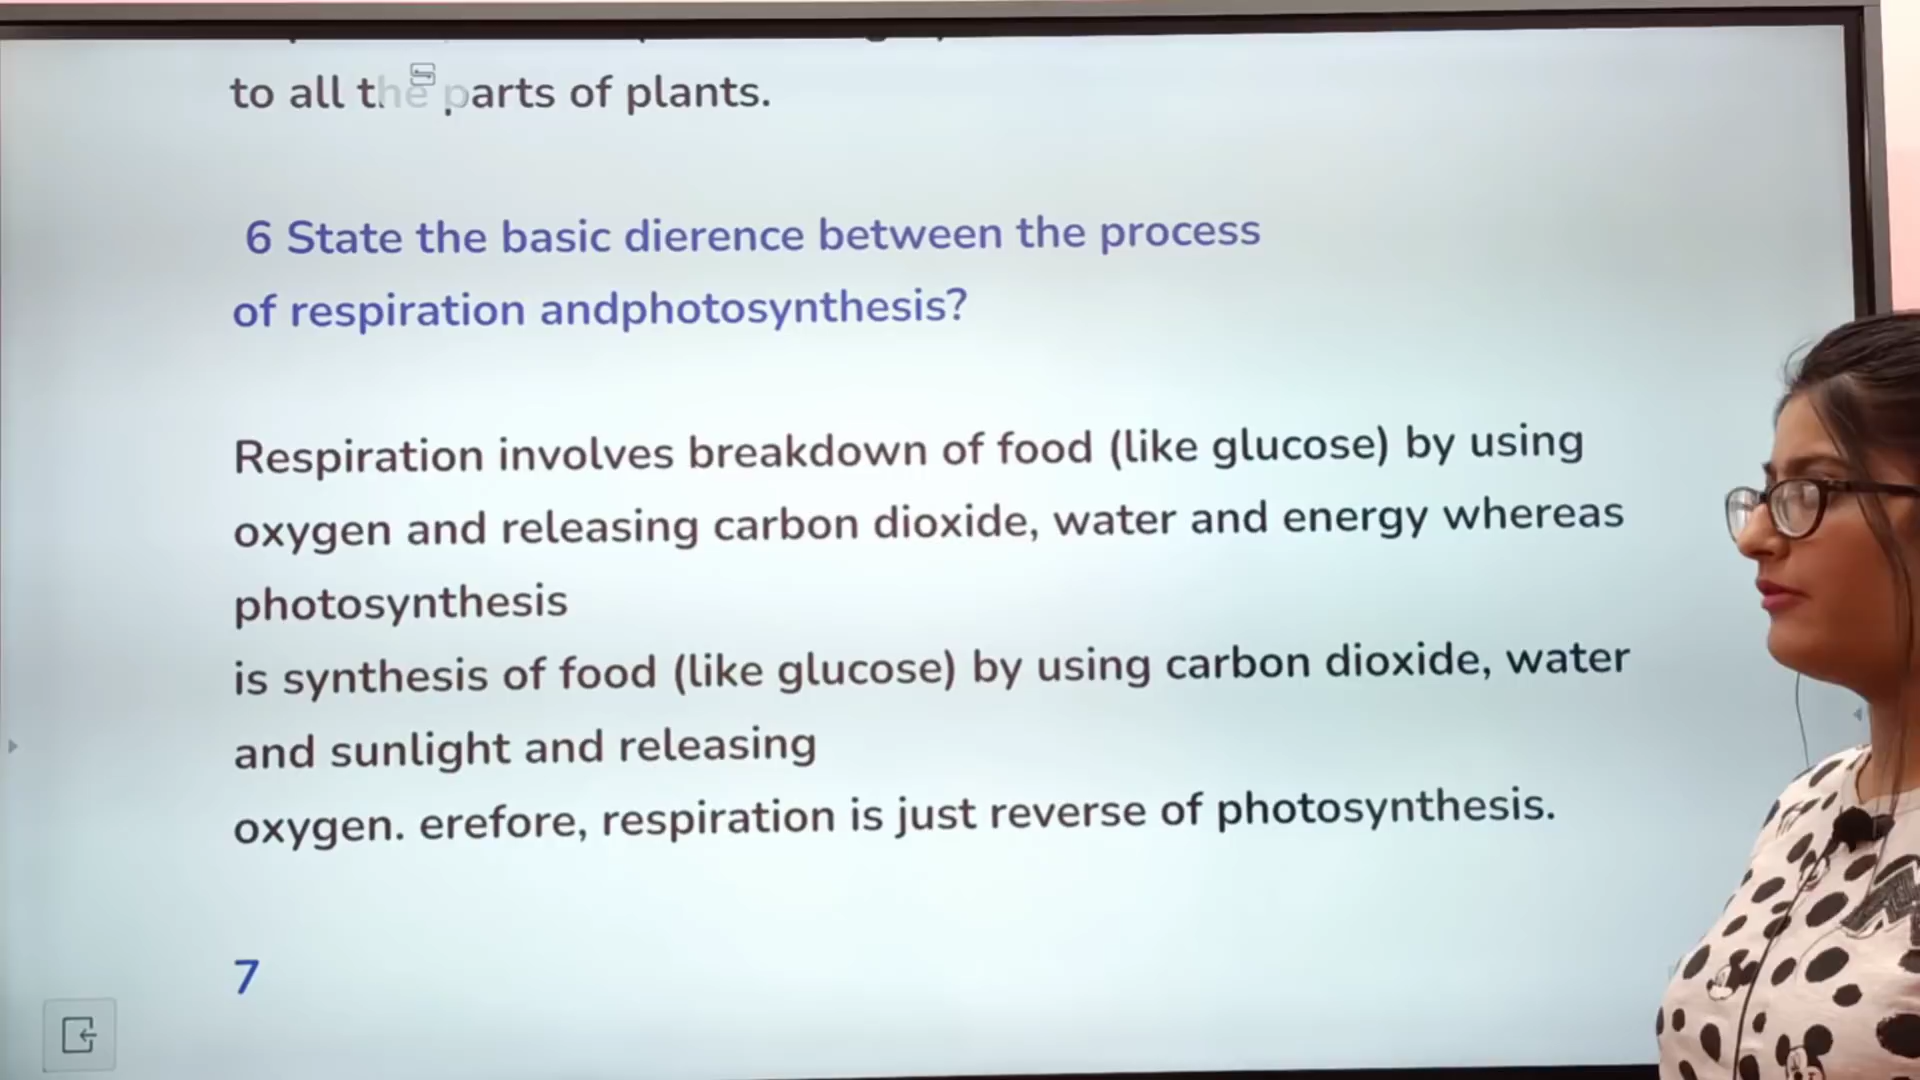 to all the parts of plants.
6 State the basic dierence between the process
of respiration andphotosynthesis?
Respiration involves breakdown of food (like glucose) by using
oxygen and releasing carbon dioxide, water and energy whereas
photosynthesis
is synthesis of food (like glucose) by using carbon dioxide, water
and sunlight and releasing
oxygen. erefore, respiration is just reverse of photosynthesis.
7